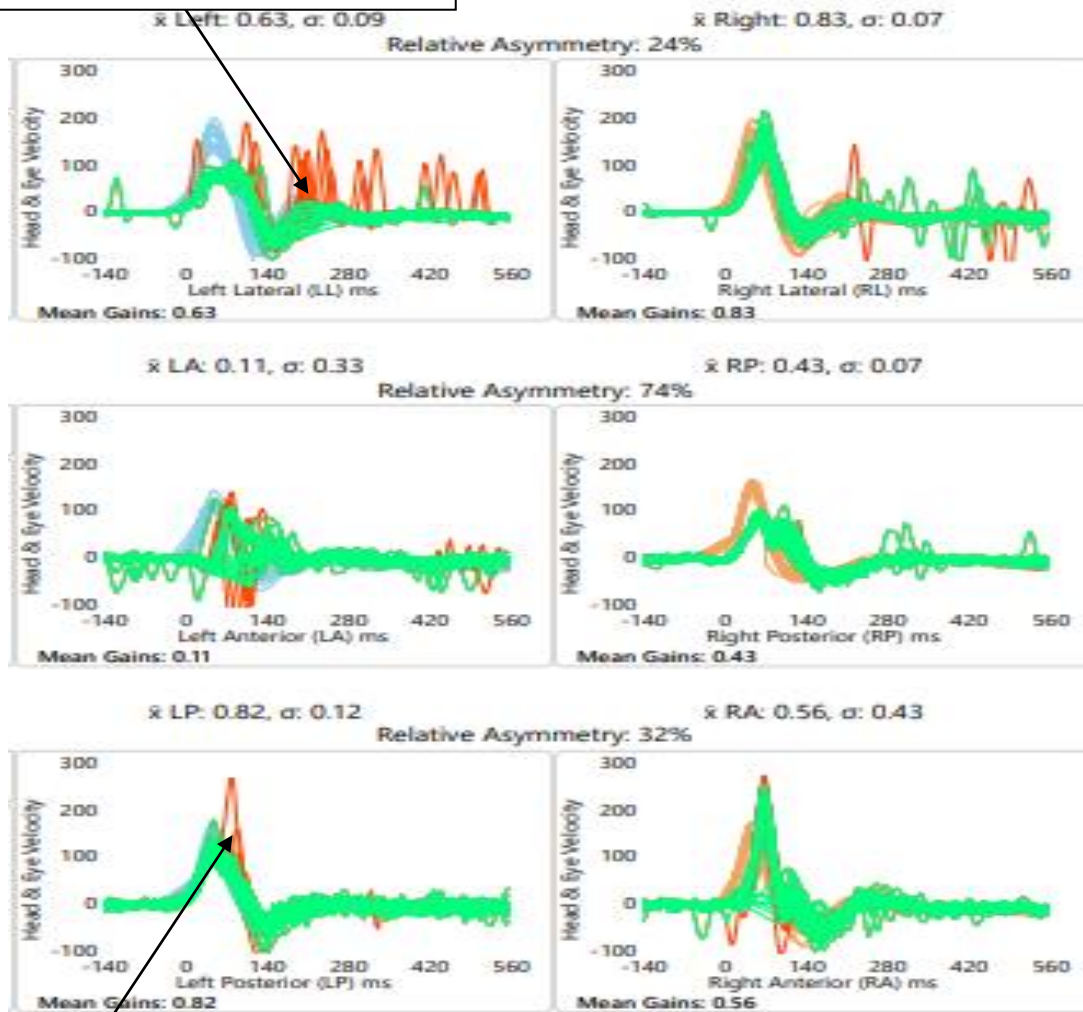 x̄ Left: 0.63, σ: 0.09
x̄ Right: 0.83, σ: 0.07
Relative Asymmetry: 24%
Head & Eye Velocity
300
200
100
0
-100
-140 0 140 280 420 560
Left Lateral (LL) ms
Mean Gains: 0.63
Head & Eye Velocity
300
200
100
0
-100
-140 0 140 280 420 560
Right Lateral (RL) ms
Mean Gains: 0.83
x̄ LA: 0.11, σ: 0.33
x̄ RP: 0.43, σ: 0.07
Relative Asymmetry: 74%
Head & Eye Velocity
300
200
100
0
-100
-140 0 140 280 420 560
Left Anterior (LA) ms
Mean Gains: 0.11
Head & Eye Velocity
300
200
100
0
-100
-140 0 140 280 420 560
Right Posterior (RP) ms
Mean Gains: 0.43
x̄ LP: 0.82, σ: 0.12
x̄ RA: 0.56, σ: 0.43
Relative Asymmetry: 32%
Head & Eye Velocity
300
200
100
0
-100
-140 0 140 280 420 560
Left Posterior (LP) ms
Mean Gains: 0.82
Head & Eye Velocity
300
200
100
0
-100
-140 0 140 280 420 560
Right Anterior (RA) ms
Mean Gains: 0.56